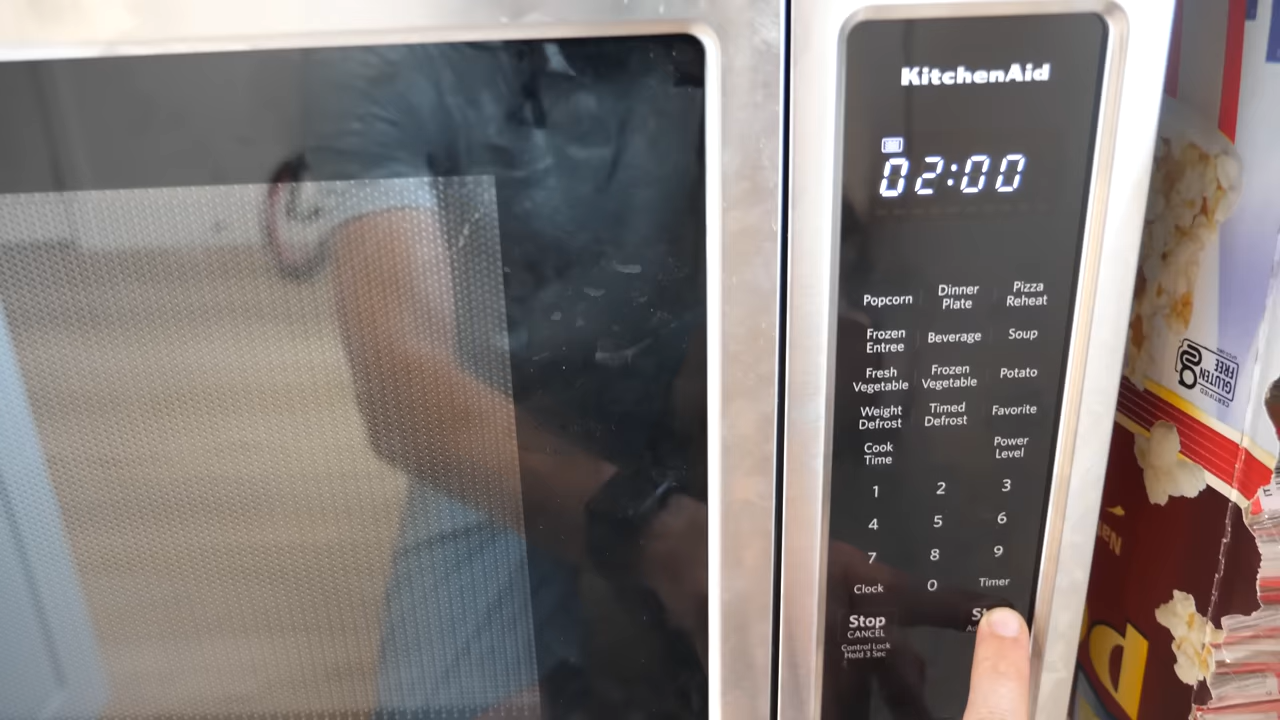 KitchenAid
02:00
Popcorn
Dinner
Plate
Pizza
Reheat
Frozen
Entree
Beverage
Soup
Fresh
Vegetable
Frozen
Vegetable
Potato
Weight
Defrost
Timed
Defrost
Favorite
Cook
Time
Power
Level
1
2
3
4
5
6
7
8
9
Clock
0
Timer
Stop
CANCEL
Control Lock
Hold 3 Sec
CERTIFIED
GLUTEN
FREE